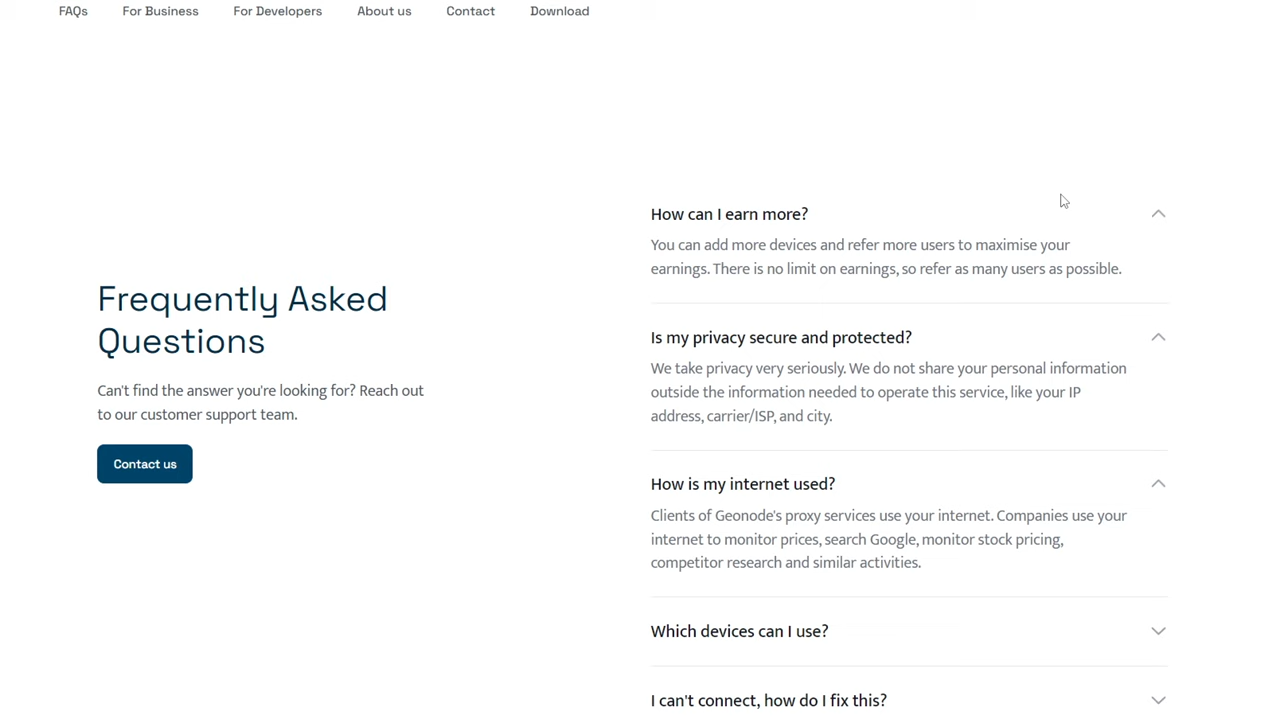 FAQs For Business For Developers About us Contact Download
Frequently Asked
Questions
Can't find the answer you're looking for? Reach out
to our customer support team.
Contact us
How can I earn more?
You can add more devices and refer more users to maximise your
earnings. There is no limit on earnings, so refer as many users as possible.
Is my privacy secure and protected?
We take privacy very seriously. We do not share your personal information
outside the information needed to operate this service, like your IP
address, carrier/ISP, and city.
How is my internet used?
Clients of Geonode's proxy services use your internet. Companies use your
internet to monitor prices, search Google, monitor stock pricing,
competitor research and similar activities.
Which devices can I use?
I can't connect, how do I fix this?